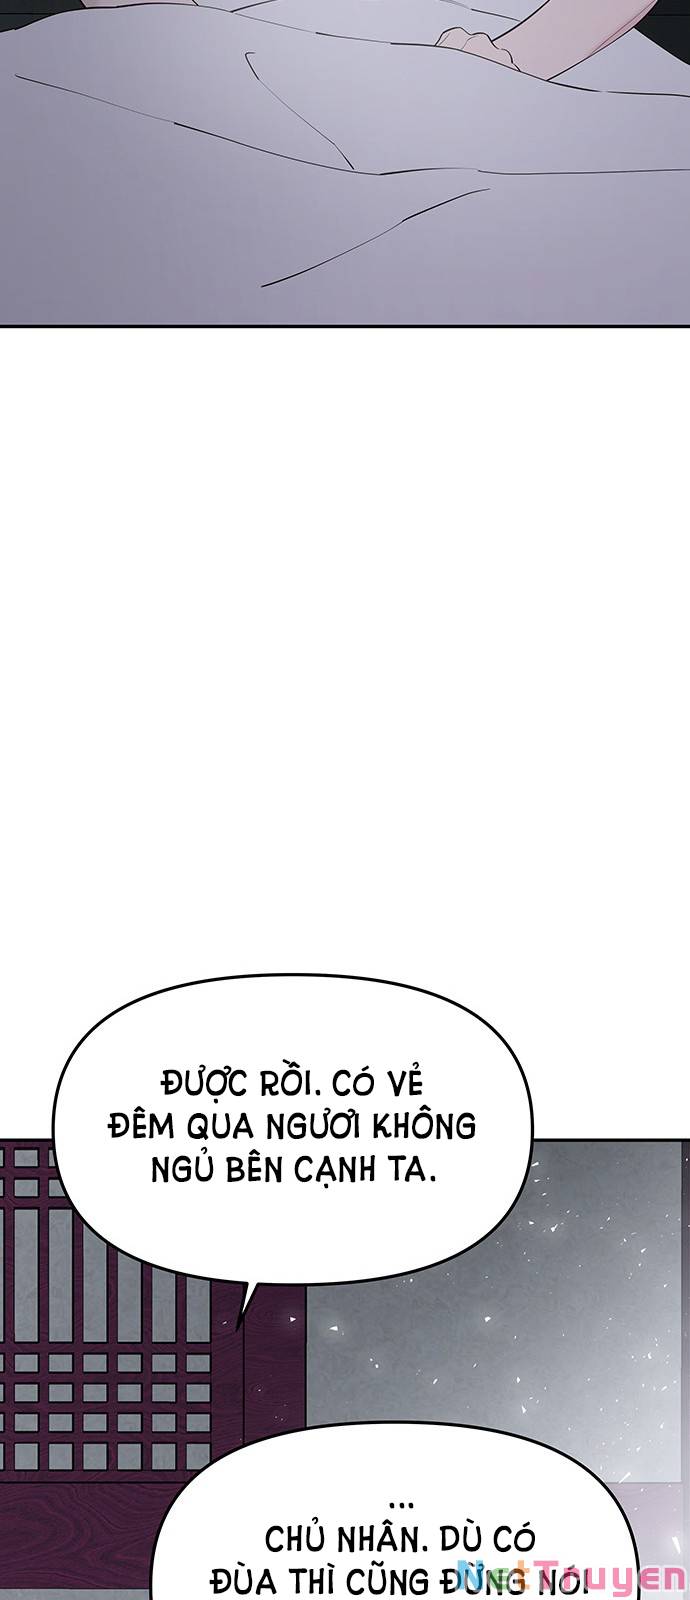 ĐƯỢC RỒI. CÓ VẺ
ĐÊM QUA NGƯƠI KHÔNG
NGỦ BÊN CẠNH TA.
...
CHỦ NHÂN. DÙ CÓ
ĐÙA THÌ CŨNG ĐỪNG NÓI
NetTruyen